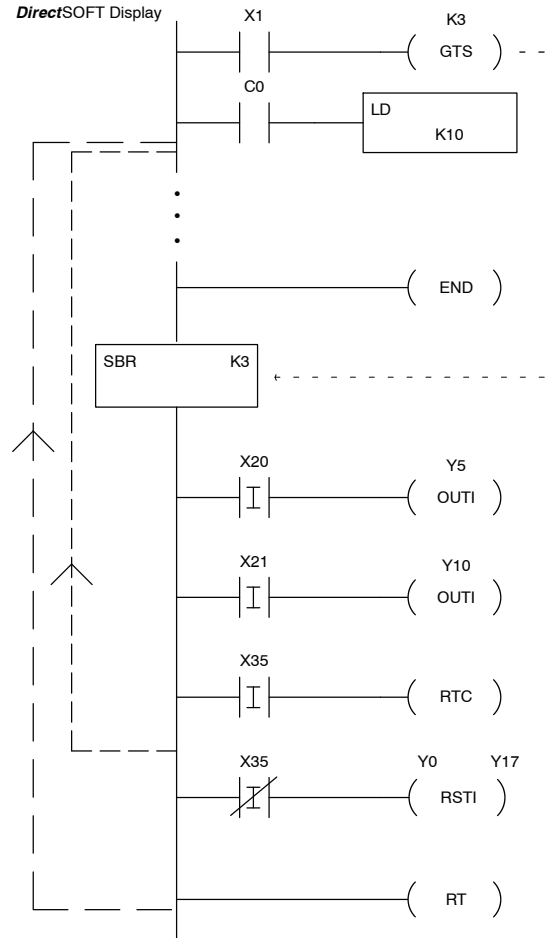 DirectSOFT Display
X1 K3
GTS
C0
LD
K10
END
SBR K3
X20 Y5
I OUTI
X21 Y10
I OUTI
X35
I RTC
X35 Y0 Y17
I RSTI
RT